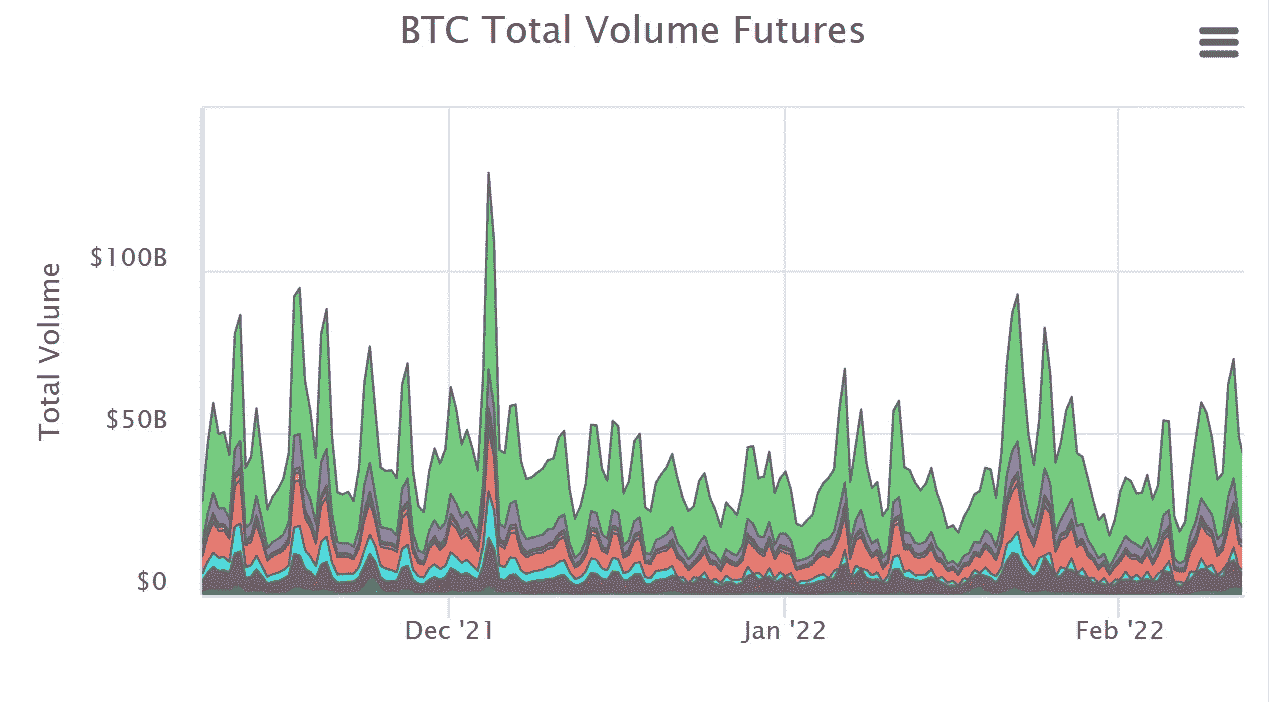 BTC Total Volume Futures
Total Volume
$100B
$50B
$0
Dec '21
Jan '22
Feb '22